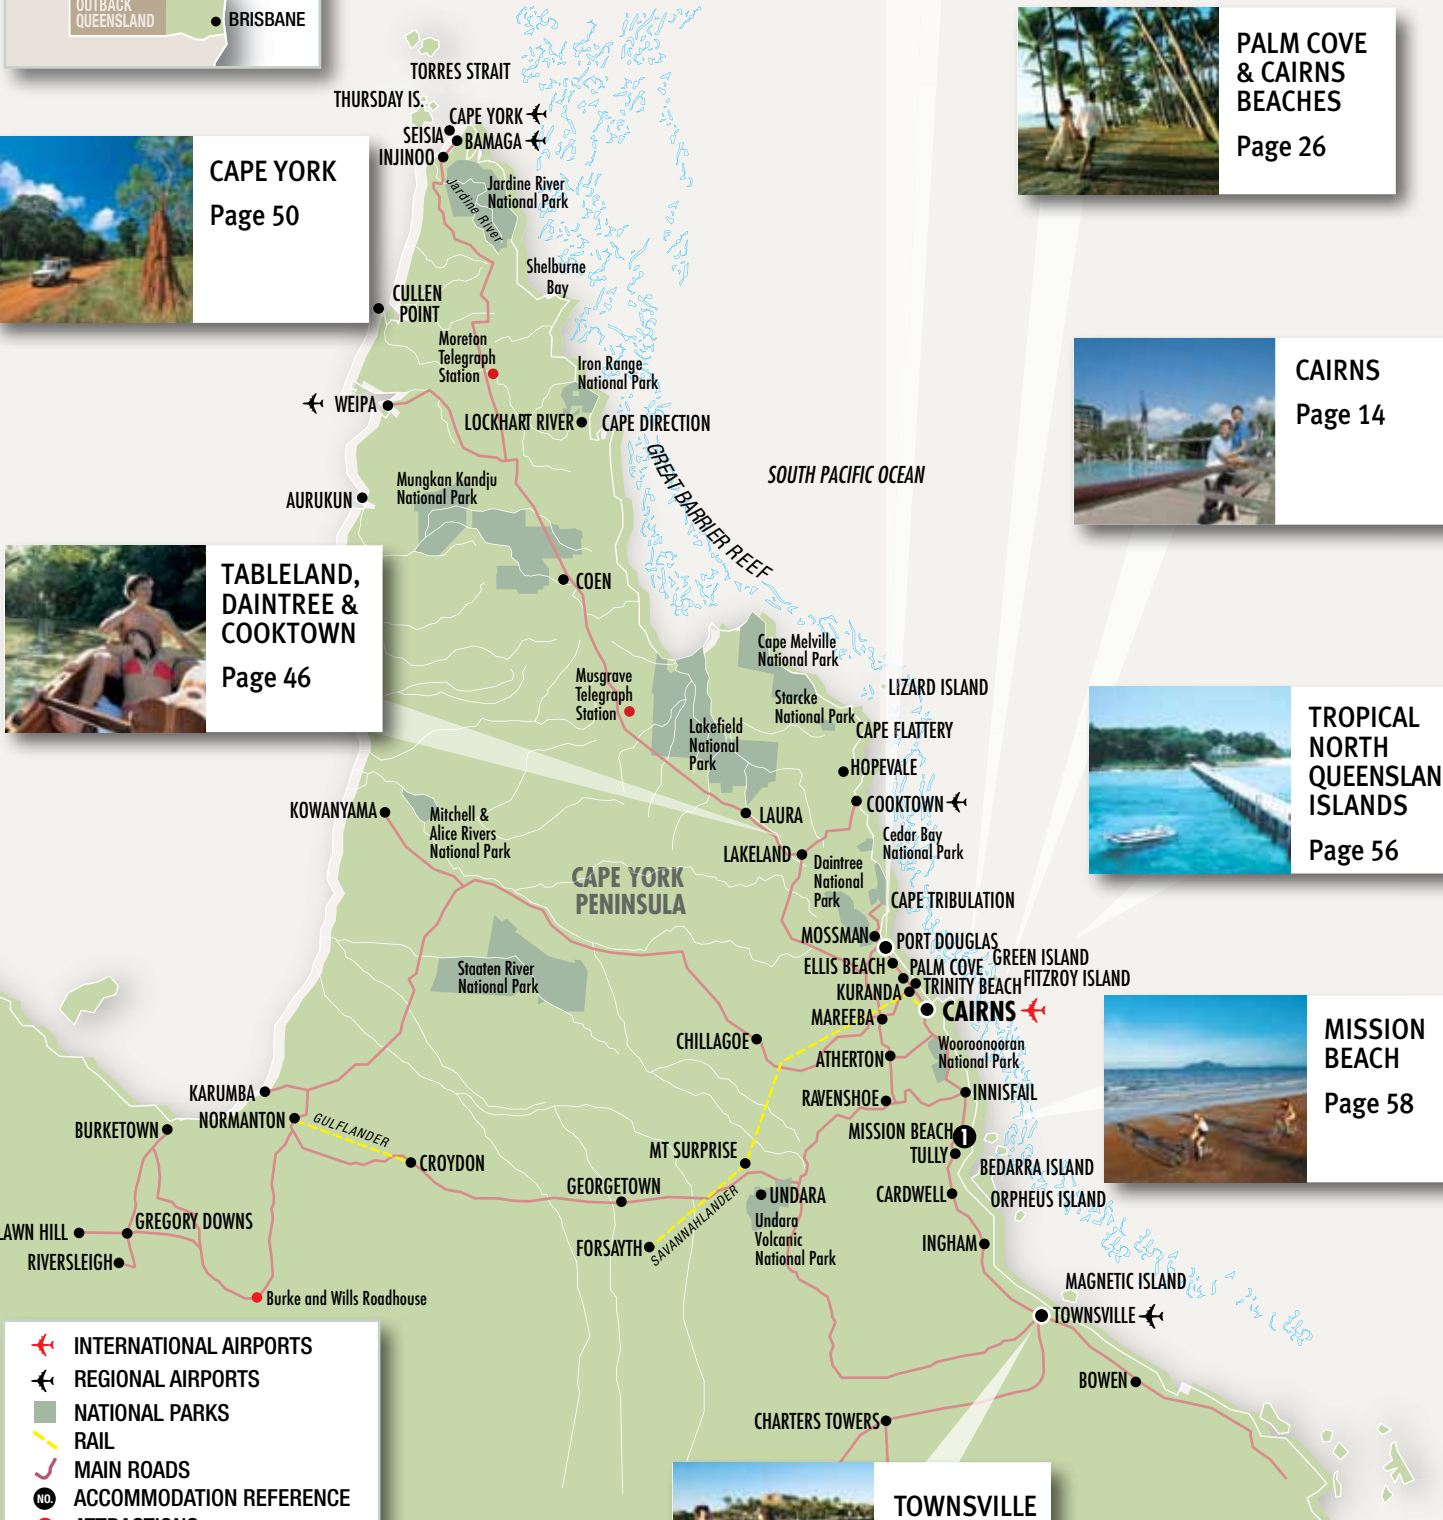 OUTBACK
QUEENSLAND
BRISBANE
TORRES STRAIT
THURSDAY IS.
CAPE YORK
SEISIA
BAMAGA
INJINOO
Jardine River
National Park
Jardine River
Shelburne
Bay
CULLEN
POINT
Moreton
Telegraph
Station
Iron Range
National Park
WEIPA
LOCKHART RIVER
CAPE DIRECTION
GREAT BARRIER REEF
SOUTH PACIFIC OCEAN
Mungkan Kandju
National Park
AURUKUN
COEN
Cape Melville
National Park
LIZARD ISLAND
Musgrave
Telegraph
Station
Starcke
National Park
Lakefield
National
Park
CAPE FLATTERY
HOPEVALE
COOKTOWN
KOWANYAMA
Mitchell &
Alice Rivers
National Park
LAURA
Cedar Bay
National Park
LAKELAND
Daintree
National
Park
CAPE YORK
PENINSULA
CAPE TRIBULATION
MOSSMAN
PORT DOUGLAS
GREEN ISLAND
ELLIS BEACH
PALM COVE
FITZROY ISLAND
TRINITY BEACH
KURANDA
CAIRNS
MAREEBA
Staaten River
National Park
CHILLAGOE
Wooroonooran
National Park
ATHERTON
RAVENSHOE
INNISFAIL
KARUMBA
NORMANTON
GULFLANDER
BURKETOWN
CROYDON
MISSION BEACH
1
TULLY
MT SURPRISE
BEDARRA ISLAND
GEORGETOWN
UNDARA
CARDWELL
ORPHEUS ISLAND
Undara
Volcanic
National Park
SAVANNAHLANDER
LAWN HILL
GREGORY DOWNS
RIVERSLEIGH
FORSAYTH
INGHAM
Burke and Wills Roadhouse
MAGNETIC ISLAND
TOWNSVILLE
BOWEN
CHARTERS TOWERS
CAPE YORK
Page 50
TABLELAND,
DAINTREE &
COOKTOWN
Page 46
PALM COVE
& CAIRNS
BEACHES
Page 26
CAIRNS
Page 14
TROPICAL
NORTH
QUEENSLAN
ISLANDS
Page 56
MISSION
BEACH
Page 58
TOWNSVILLE
INTERNATIONAL AIRPORTS
REGIONAL AIRPORTS
NATIONAL PARKS
RAIL
MAIN ROADS
NO. ACCOMMODATION REFERENCE
ATTRACTIONS